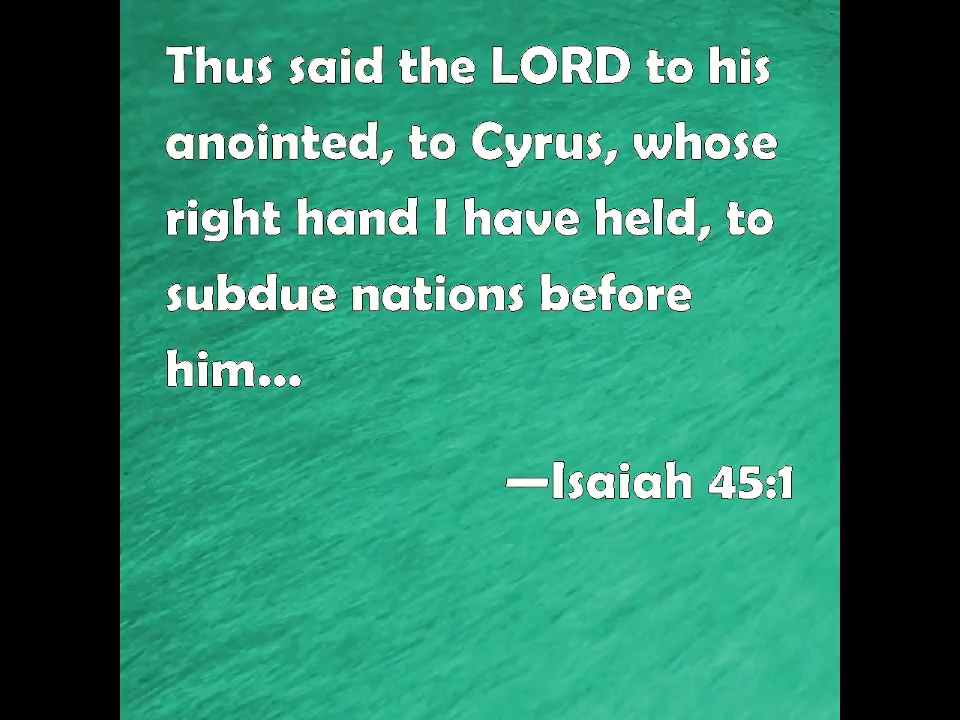 Thus said the LORD to his
anointed, to Cyrus, whose
right hand I have held, to
subdue nations before
him...
—Isaiah 45:1